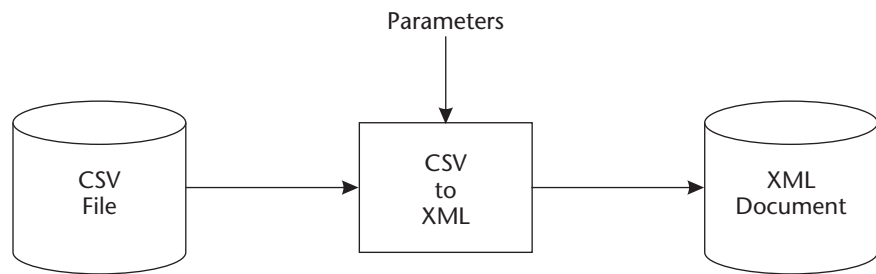 Parameters
CSV
File
CSV
to
XML
XML
Document